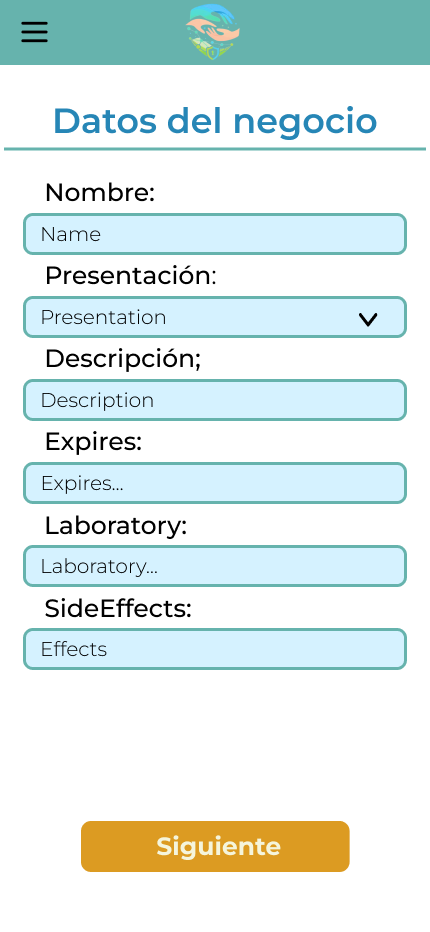 Datos del negocio
Nombre:
Name
Presentación:
Presentation
Descripción;
Description
Expires:
Expires...
Laboratory:
Laboratory...
SideEffects:
Effects
Siguiente